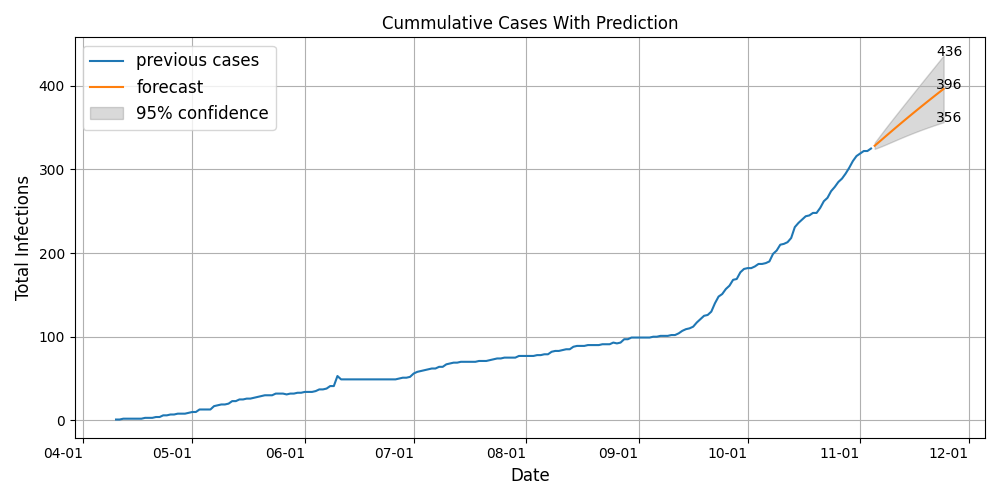 Cummulative Cases With Prediction
previous cases
forecast
95% confidence
436
396
356
Total Infections
400
300
200
100
0
04-01 05-01 06-01 07-01 08-01 09-01 10-01 11-01 12-01
Date